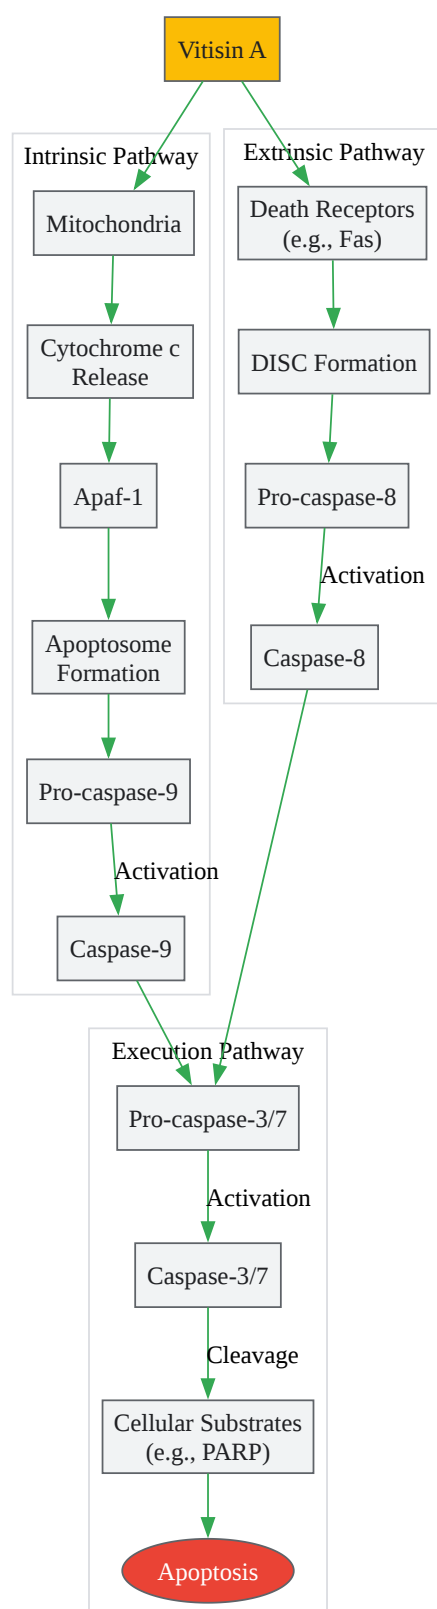 Vitisin A
Intrinsic Pathway
Mitochondria
Cytochrome c
Release
Apaf-1
Apoptosome
Formation
Pro-caspase-9
Activation
Caspase-9
Extrinsic Pathway
Death Receptors
(e.g., Fas)
DISC Formation
Pro-caspase-8
Activation
Caspase-8
Execution Pathway
Pro-caspase-3/7
Activation
Caspase-3/7
Cleavage
Cellular Substrates
(e.g., PARP)
Apoptosis